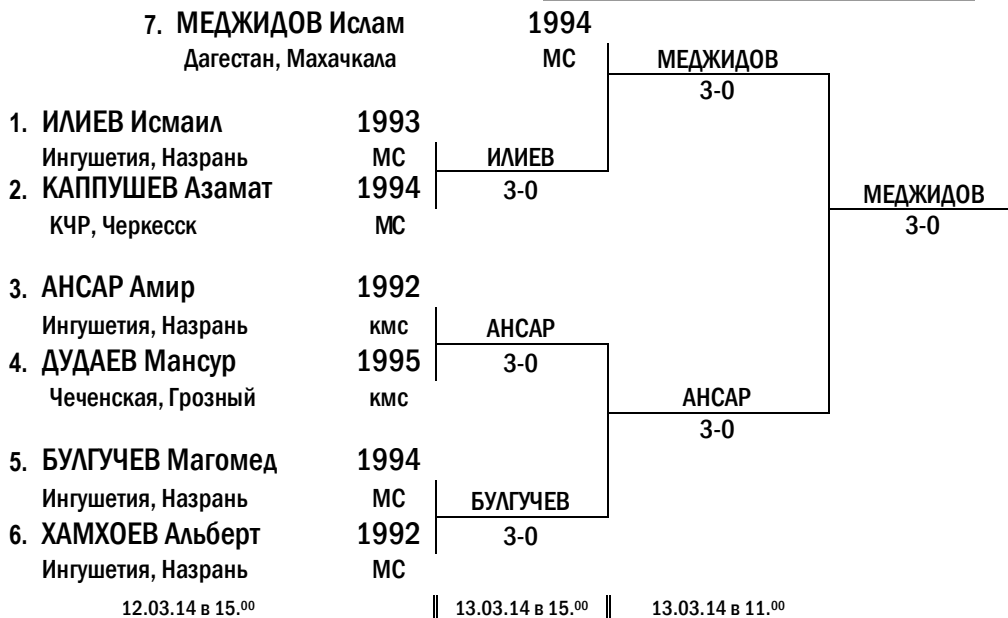 7. МЕДЖИДОВ Ислам 1994
Дагестан, Махачкала МС МЕДЖИДОВ
3-0
1. ИЛИЕВ Исмаил 1993
Ингушетия, Назрань МС ИЛИЕВ
2. КАППУШЕВ Азамат 1994 3-0 МЕДЖИДОВ
КЧР, Черкесск МС 3-0
3. АНСАР Амир 1992
Ингушетия, Назрань кмс АНСАР
4. ДУДАЕВ Мансур 1995 3-0
Чеченская, Грозный кмс АНСАР
3-0
5. БУЛГУЧЕВ Магомед 1994
Ингушетия, Назрань МС БУЛГУЧЕВ
6. ХАМХОЕВ Альберт 1992 3-0
Ингушетия, Назрань МС
12.03.14 в 15.⁰⁰ 13.03.14 в 15.⁰⁰ 13.03.14 в 11.⁰⁰